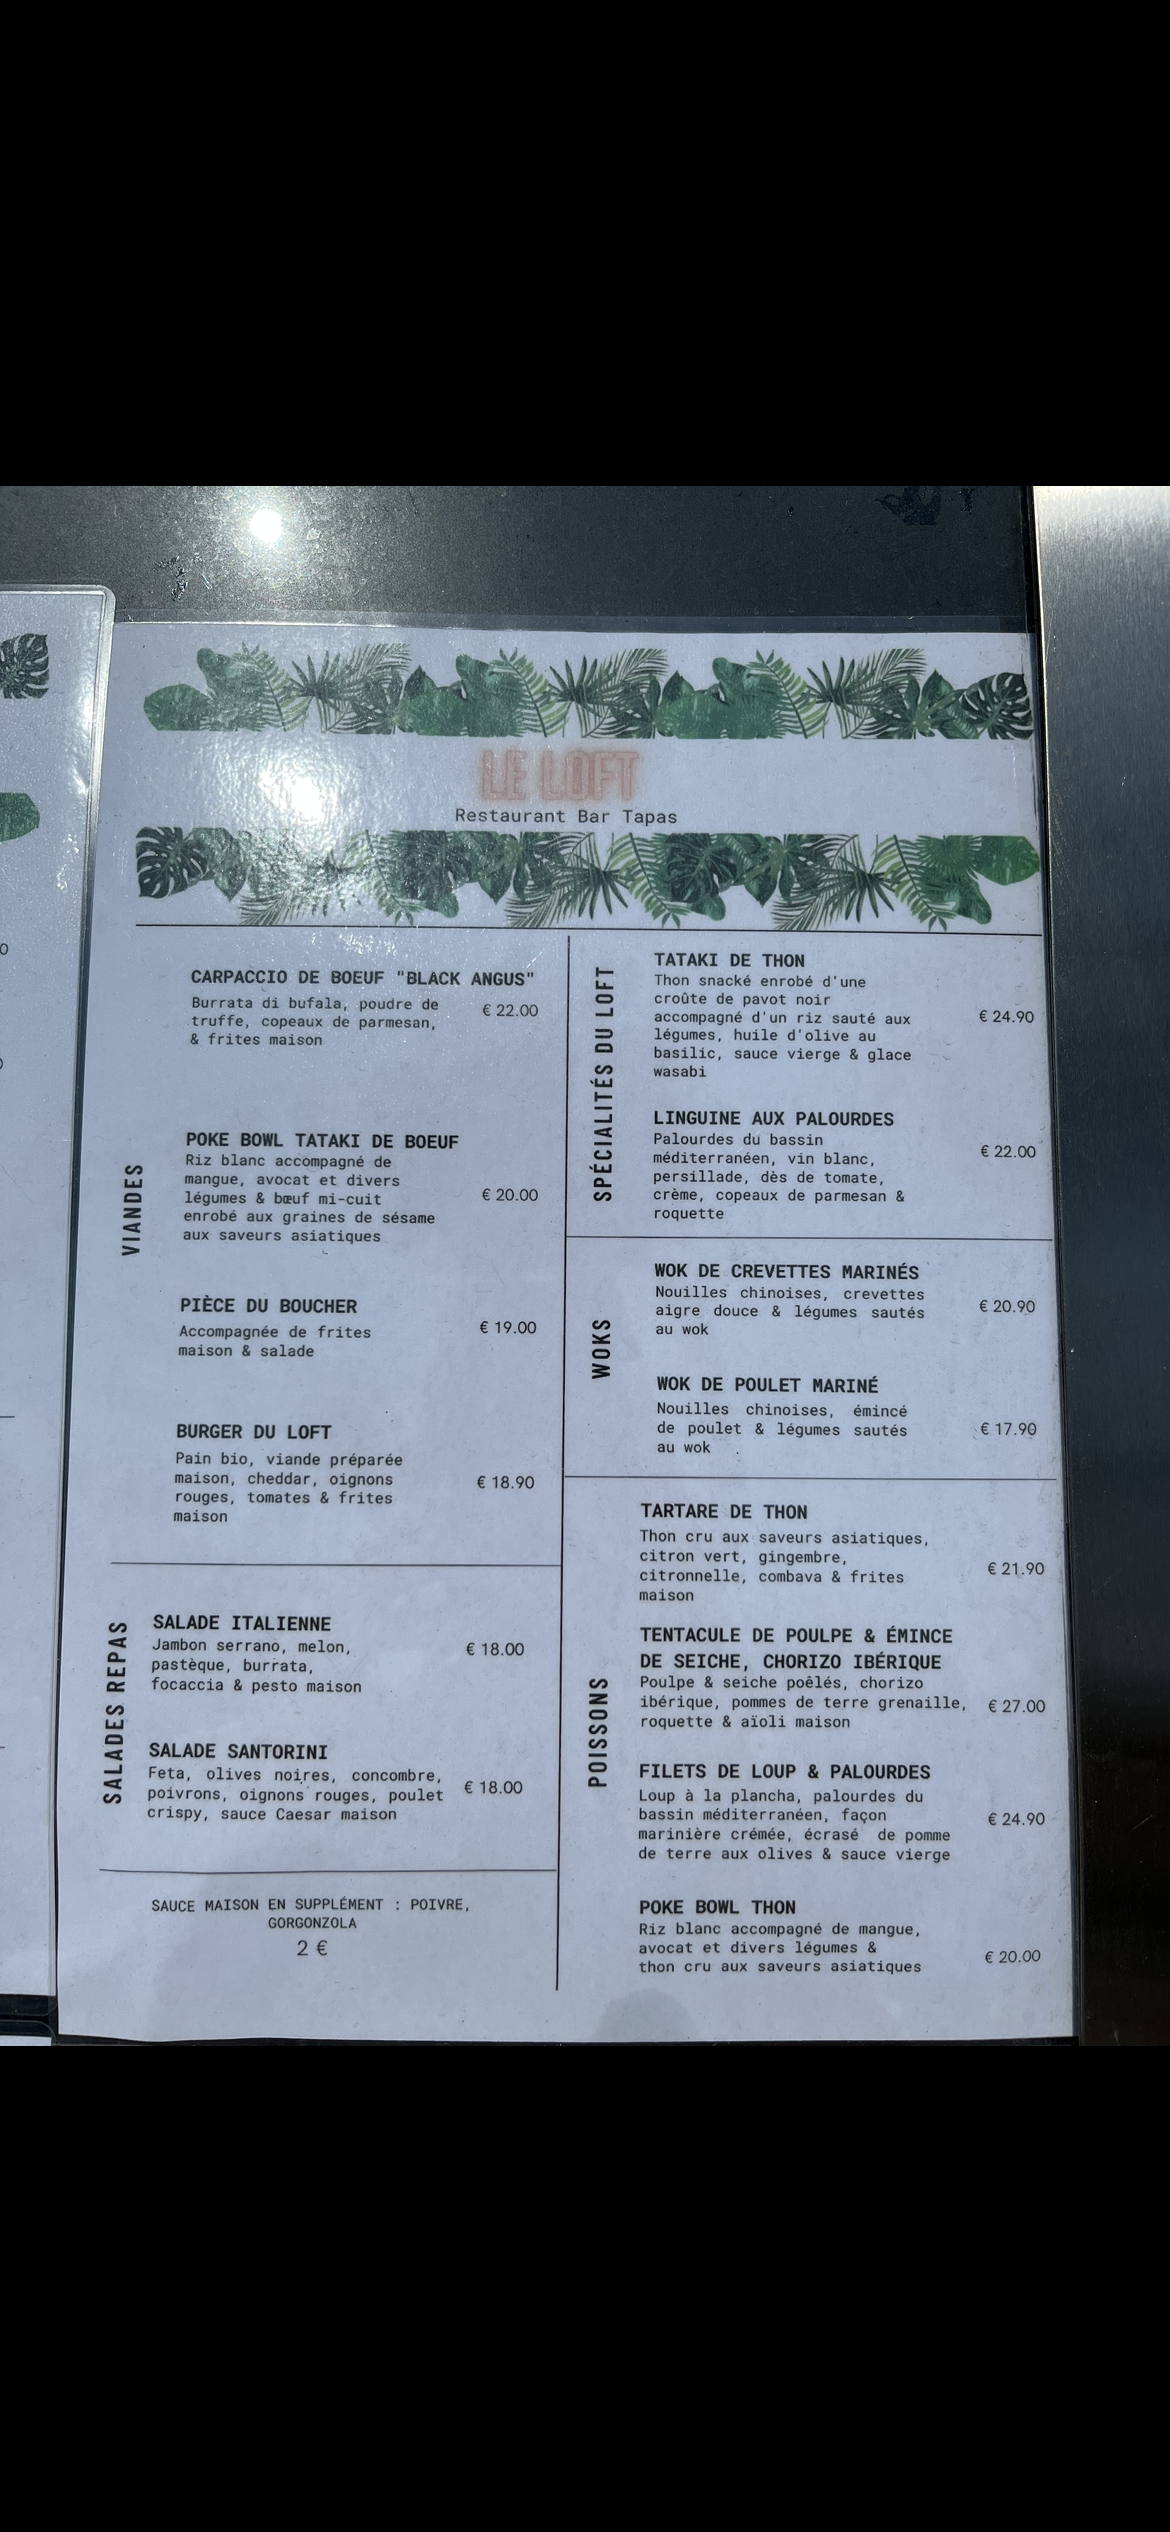 LE LOFT
Restaurant Bar Tapas
VIANDES
CARPACCIO DE BOEUF "BLACK ANGUS"
Burrata di bufala, poudre de
truffe, copeaux de parmesan,
& frites maison
€ 22.00
POKE BOWL TATAKI DE BOEUF
Riz blanc accompagné de
mangue, avocat et divers
légumes & bœuf mi-cuit
enrobé aux graines de sésame
aux saveurs asiatiques
€ 20.00
PIÈCE DU BOUCHER
Accompagnée de frites
maison & salade
€ 19.00
BURGER DU LOFT
Pain bio, viande préparée
maison, cheddar, oignons
rouges, tomates & frites
maison
€ 18.90
SALADES REPAS
SALADE ITALIENNE
Jambon serrano, melon,
pastèque, burrata,
focaccia & pesto maison
€ 18.00
SALADE SANTORINI
Feta, olives noires, concombre,
poivrons, oignons rouges, poulet
crispy, sauce Caesar maison
€ 18.00
SAUCE MAISON EN SUPPLÉMENT : POIVRE,
GORGONZOLA
2 €
SPÉCIALITÉS DU LOFT
TATAKI DE THON
Thon snacké enrobé d'une
croûte de pavot noir
accompagné d'un riz sauté aux
légumes, huile d'olive au
basilic, sauce vierge & glace
wasabi
€ 24.90
LINGUINE AUX PALOURDES
Palourdes du bassin
méditerranéen, vin blanc,
persillade, dès de tomate,
crème, copeaux de parmesan &
roquette
€ 22.00
WOKS
WOK DE CREVETTES MARINÉS
Nouilles chinoises, crevettes
aigre douce & légumes sautés
au wok
€ 20.90
WOK DE POULET MARINÉ
Nouilles chinoises, émincé
de poulet & légumes sautés
au wok
€ 17.90
POISSONS
TARTARE DE THON
Thon cru aux saveurs asiatiques,
citron vert, gingembre,
citronnelle, combava & frites
maison
€ 21.90
TENTACULE DE POULPE & ÉMINCE
DE SEICHE, CHORIZO IBÉRIQUE
Poulpe & seiche poêlés, chorizo
ibérique, pommes de terre grenaille,
roquette & aïoli maison
€ 27.00
FILETS DE LOUP & PALOURDES
Loup à la plancha, palourdes du
bassin méditerranéen, façon
marinière crémée, écrasé de pomme
de terre aux olives & sauce vierge
€ 24.90
POKE BOWL THON
Riz blanc accompagné de mangue,
avocat et divers légumes &
thon cru aux saveurs asiatiques
€ 20.00